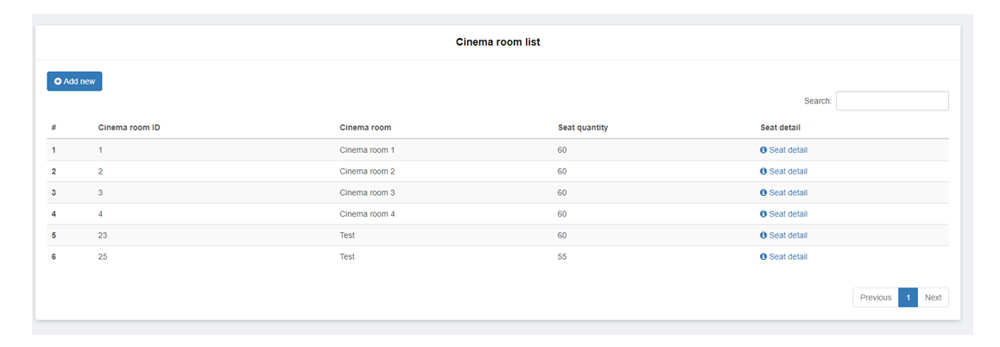 Cinema room list
Add new
Search:
# Cinema room ID Cinema room Seat quantity Seat detail
1 1 Cinema room 1 60 Seat detail
2 2 Cinema room 2 60 Seat detail
3 3 Cinema room 3 60 Seat detail
4 4 Cinema room 4 60 Seat detail
5 23 Test 60 Seat detail
6 25 Test 55 Seat detail
Previous 1 Next